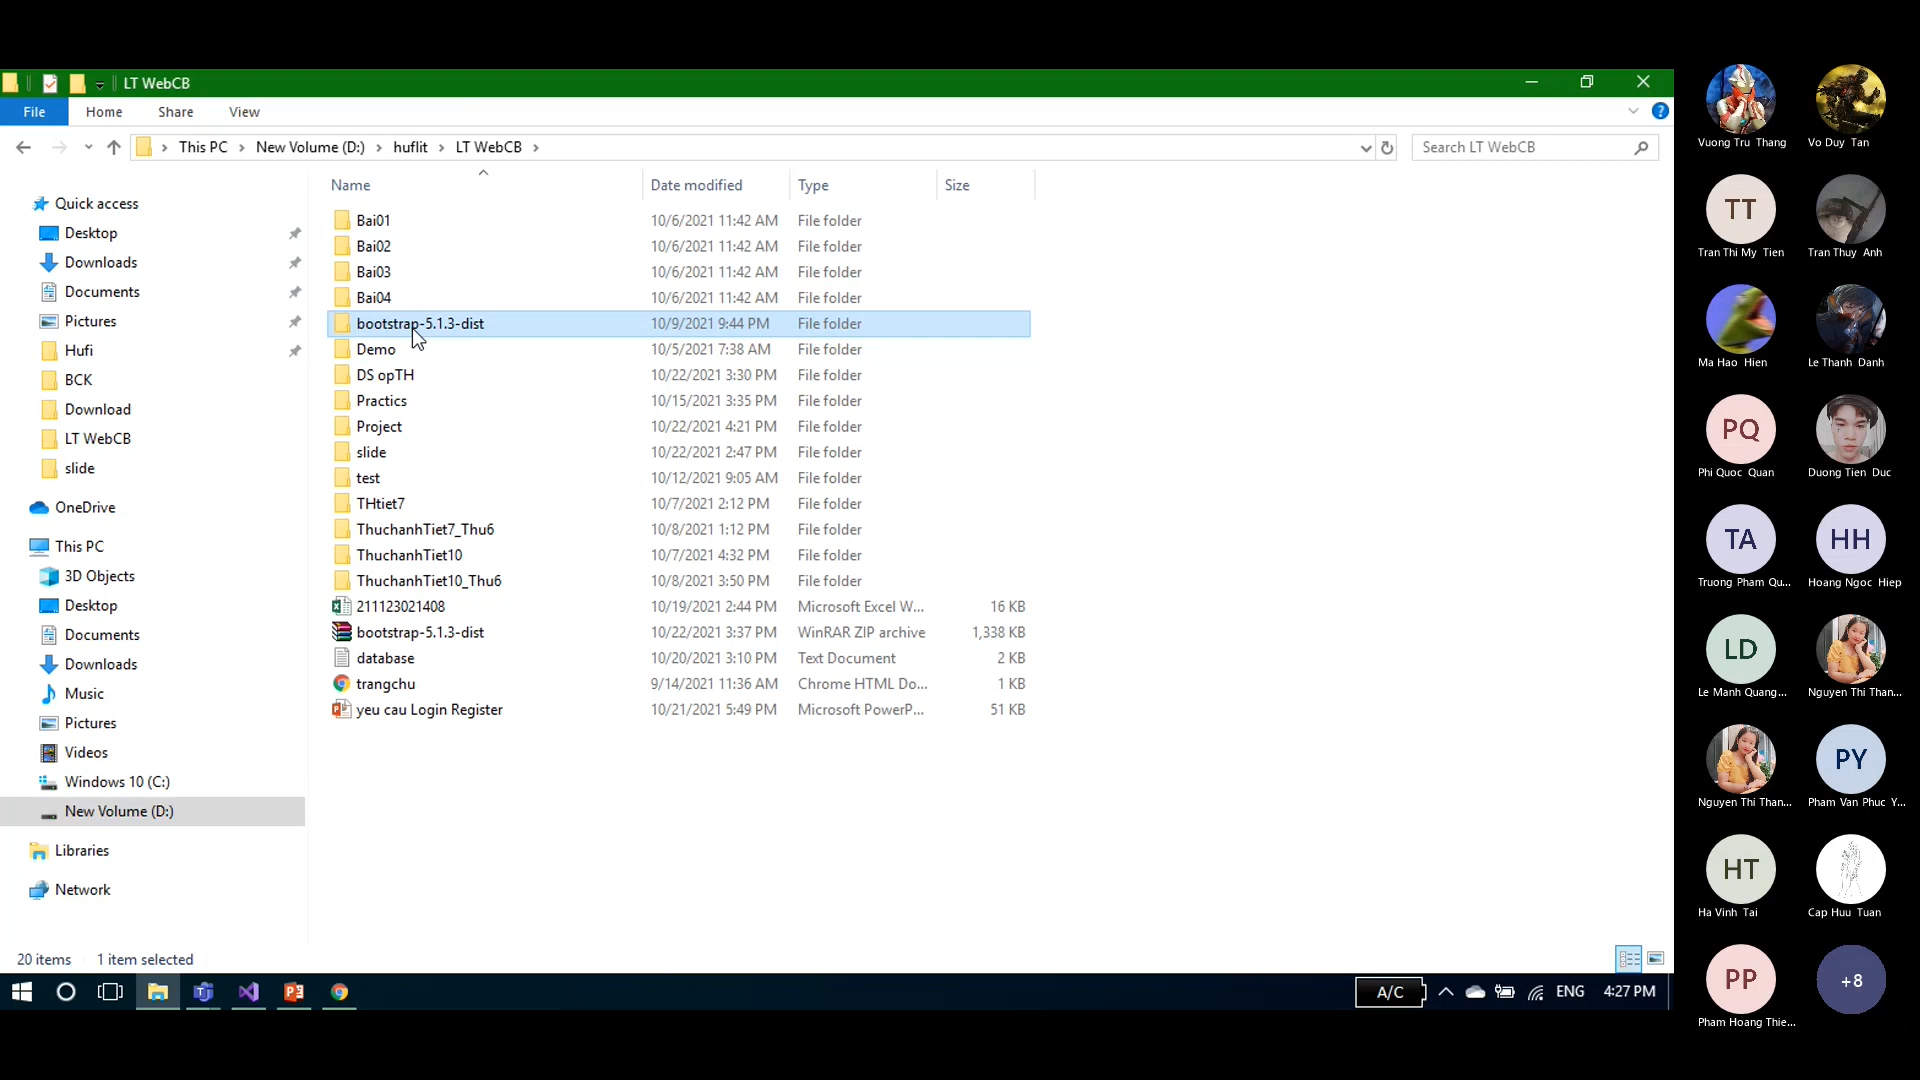 LT WebCB
File Home Share View
This PC New Volume (D:) huflit LT WebCB
Search LT WebCB
Name Date modified Type Size
Quick access
Desktop
Downloads
Documents
Pictures
Hufi
BCK
Download
LT WebCB
slide
OneDrive
This PC
3D Objects
Desktop
Documents
Downloads
Music
Pictures
Videos
Windows 10 (C:)
New Volume (D:)
Libraries
Network
Bai01 10/6/2021 11:42 AM File folder
Bai02 10/6/2021 11:42 AM File folder
Bai03 10/6/2021 11:42 AM File folder
Bai04 10/6/2021 11:42 AM File folder
bootstrap-5.1.3-dist 10/9/2021 9:44 PM File folder
Demo 10/5/2021 7:38 AM File folder
DS opTH 10/22/2021 3:30 PM File folder
Practics 10/15/2021 3:35 PM File folder
Project 10/22/2021 4:21 PM File folder
slide 10/22/2021 2:47 PM File folder
test 10/12/2021 9:05 AM File folder
THtiet7 10/7/2021 2:12 PM File folder
ThuchanhTiet7_Thu6 10/8/2021 1:12 PM File folder
ThuchanhTiet10 10/7/2021 4:32 PM File folder
ThuchanhTiet10_Thu6 10/8/2021 3:50 PM File folder
211123021408 10/19/2021 2:44 PM Microsoft Excel W... 16 KB
bootstrap-5.1.3-dist 10/22/2021 3:37 PM WinRAR ZIP archive 1,338 KB
database 10/20/2021 3:10 PM Text Document 2 KB
trangchu 9/14/2021 11:36 AM Chrome HTML Do... 1 KB
yeu cau Login Register 10/21/2021 5:49 PM Microsoft PowerP... 51 KB
20 items 1 item selected
A/C ENG 4:27 PM
Vuong Tru Thang Vo Duy Tan
TT
Tran Thi My Tien Tran Thuy Anh
Ma Hao Hien Le Thanh Danh
PQ
Phi Quoc Quan Duong Tien Duc
TA HH
Truong Pham Qu... Hoang Ngoc Hiep
LD
Le Manh Quang... Nguyen Thi Than...
PY
Nguyen Thi Than... Pham Van Phuc Y...
HT
Ha Vinh Tai Cap Huu Tuan
PP +8
Pham Hoang Thie...